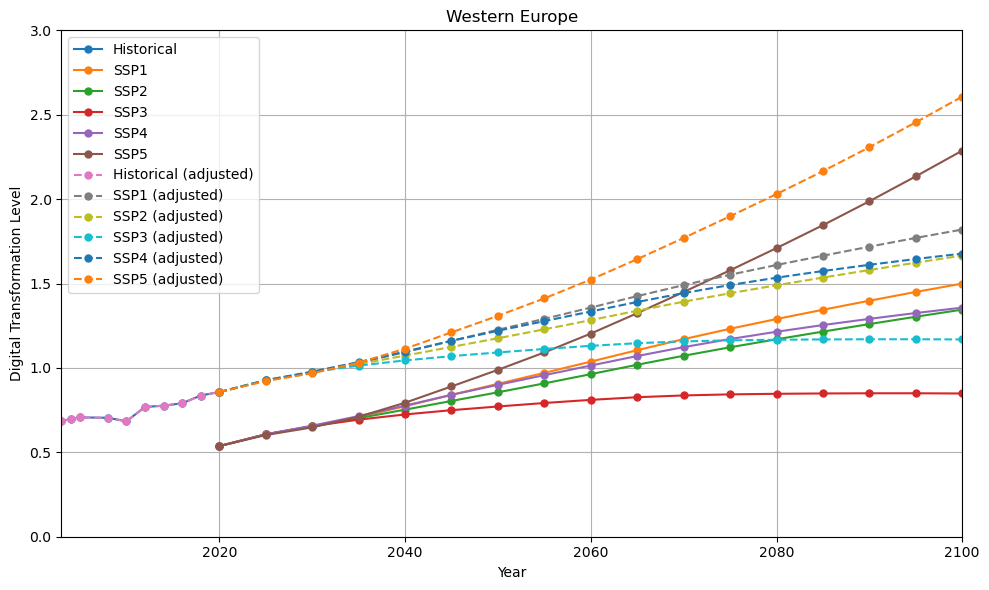 Western Europe
3.0
2.5
2.0
1.5
1.0
0.5
0.0
Digital Transformation Level
Historical
SSP1
SSP2
SSP3
SSP4
SSP5
Historical (adjusted)
SSP1 (adjusted)
SSP2 (adjusted)
SSP3 (adjusted)
SSP4 (adjusted)
SSP5 (adjusted)
2020 2040 2060 2080 2100
Year